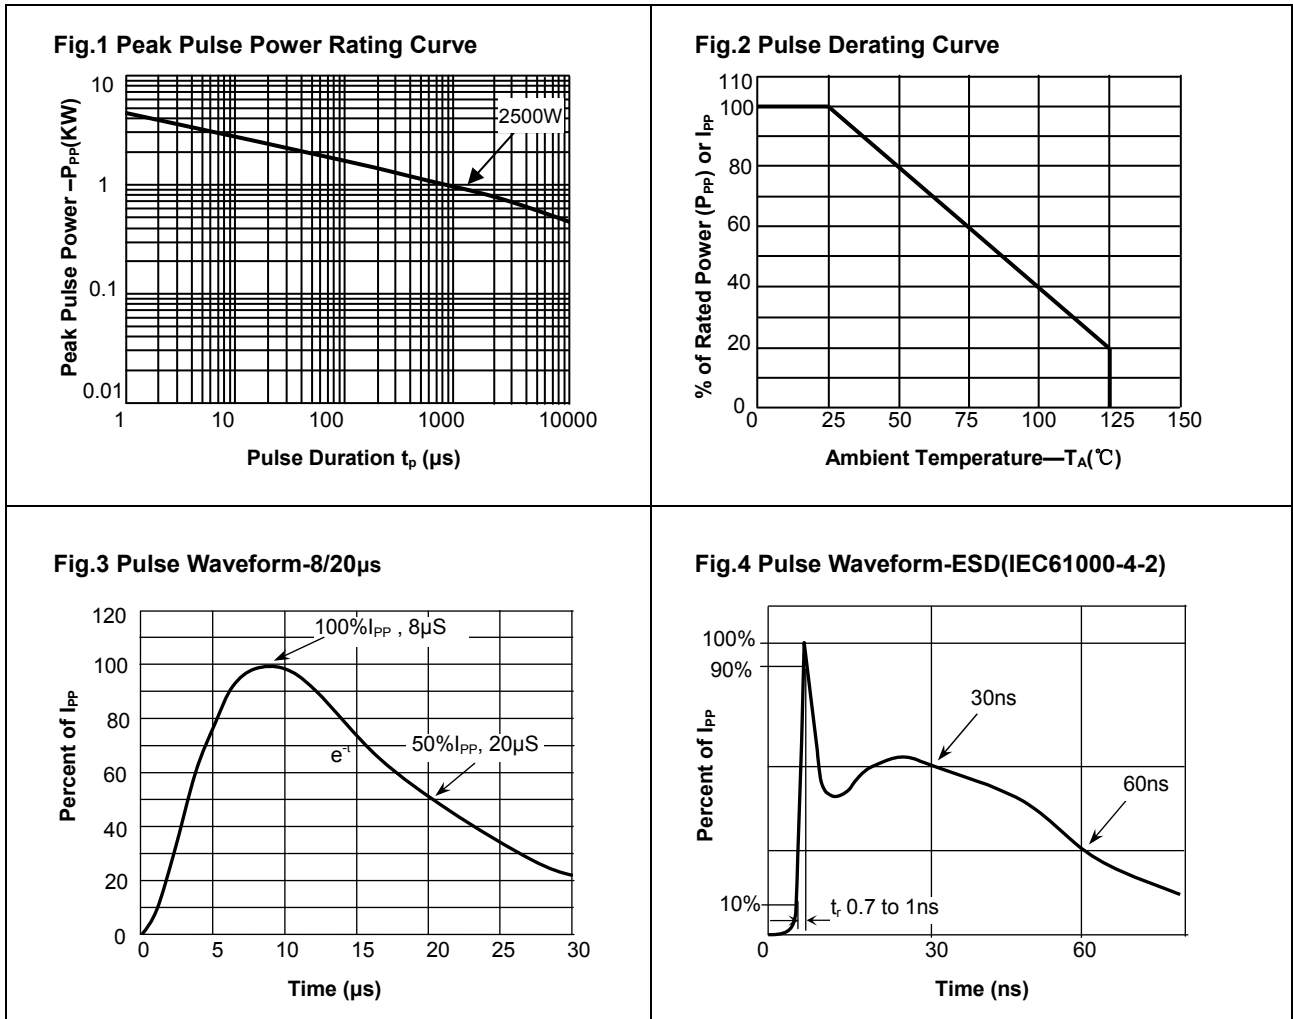 Fig.1 Peak Pulse Power Rating Curve
Peak Pulse Power –PPP(KW)
10
1
0.1
0.01
2500W
1 10 100 1000 10000
Pulse Duration tp (µs)
Fig.2 Pulse Derating Curve
% of Rated Power (PPP) or IPP
110
100
80
60
40
20
0
0 25 50 75 100 125 150
Ambient Temperature—TA(℃)
Fig.3 Pulse Waveform-8/20µs
Percent of IPP
120
100
80
60
40
20
0
100%IPP , 8µS
e-t
50%IPP, 20µS
0 5 10 15 20 25 30
Time (µs)
Fig.4 Pulse Waveform-ESD(IEC61000-4-2)
Percent of IPP
100%
90%
10%
30ns
60ns
tr 0.7 to 1ns
0 30 60
Time (ns)